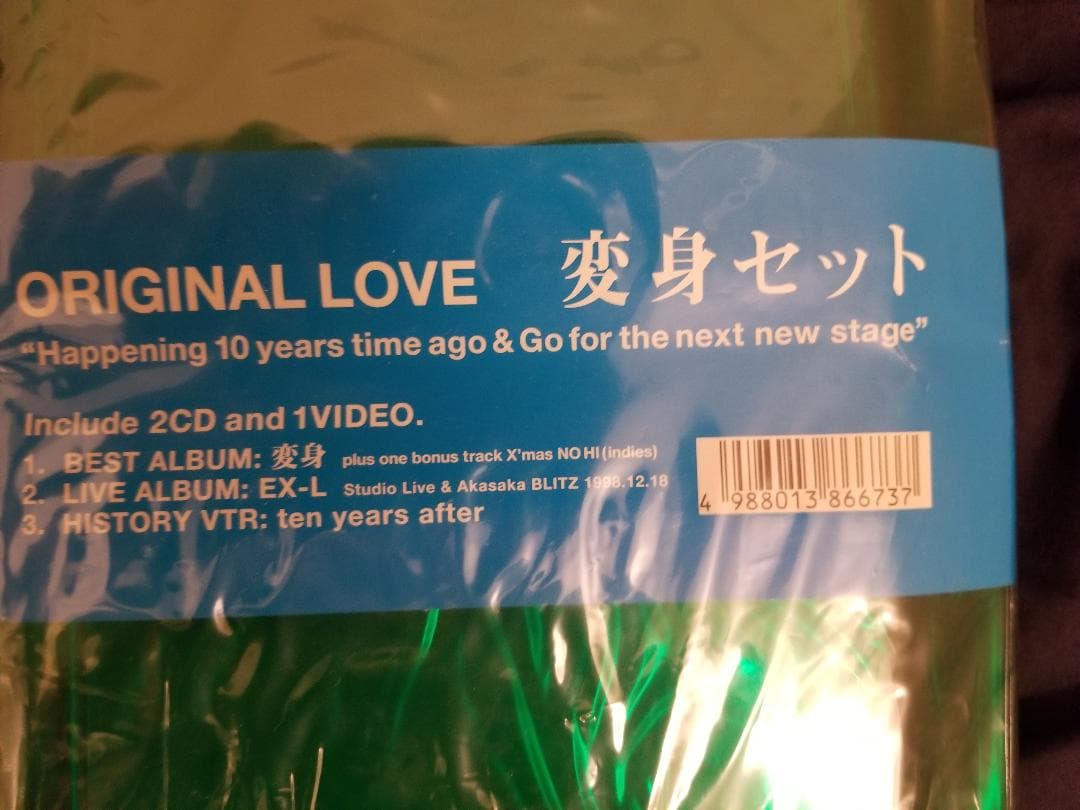 ORIGINAL LOVE 変身セット
“Happening 10 years time ago & Go for the next new stage”
Include 2CD and 1VIDEO.
1. BEST ALBUM: 変身 plus one bonus track X'mas NO HI (indies)
2. LIVE ALBUM: EX-L Studio Live & Akasaka BLITZ 1998.12.18
3. HISTORY VTR: ten years after
4 988013 866737